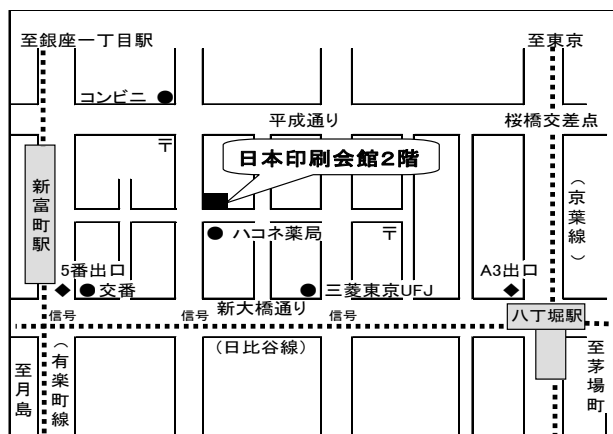 至銀座一丁目駅
至東京
コンビニ
平成通り
桜橋交差点
〒
日本印刷会館2階
新富町駅
（京葉線）
ハコネ薬局
〒
5番出口
A3出口
交番
三菱東京UFJ
新大橋通り
信号
信号
信号
八丁堀駅
（日比谷線）
至月島
（有楽町線
至茅場町